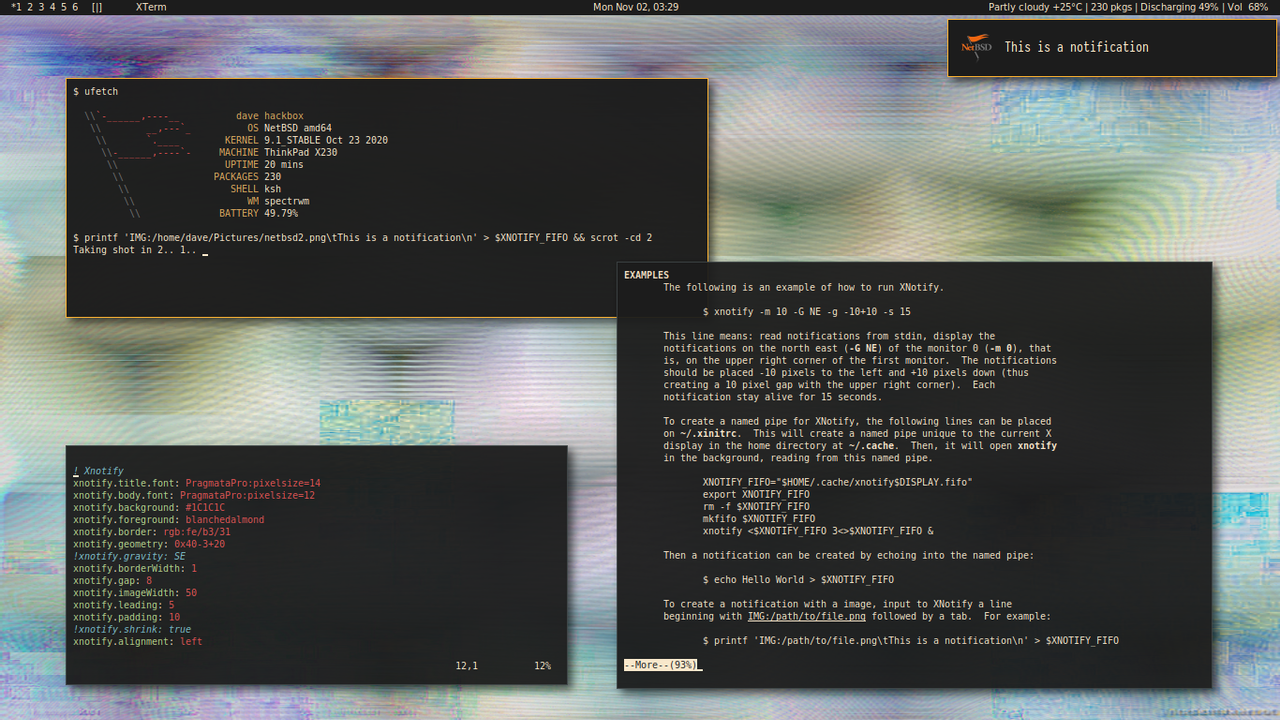 *1 2 3 4 5 6 [|] XTerm Mon Nov 02, 03:29 Partly cloudy +25°C | 230 pkgs | Discharging 49% | Vol 68%
NetBSD This is a notification
$ ufetch
\\`-______,----__ dave hackbox
\\ __,---`_ OS NetBSD amd64
\\ `.____ KERNEL 9.1_STABLE Oct 23 2020
\\-______,----`- MACHINE ThinkPad X230
\\ UPTIME 20 mins
\\ PACKAGES 230
\\ SHELL ksh
\\ WM spectrwm
\\ BATTERY 49.79%
$ printf 'IMG:/home/dave/Pictures/netbsd2.png\tThis is a notification\n' > $XNOTIFY_FIFO && scrot -cd 2
Taking shot in 2.. 1..
EXAMPLES
The following is an example of how to run XNotify.
$ xnotify -m 10 -G NE -g -10+10 -s 15
This line means: read notifications from stdin, display the
notifications on the north east (-G NE) of the monitor 0 (-m 0), that
is, on the upper right corner of the first monitor. The notifications
should be placed -10 pixels to the left and +10 pixels down (thus
creating a 10 pixel gap with the upper right corner). Each
notification stay alive for 15 seconds.
To create a named pipe for XNotify, the following lines can be placed
on ~/.xinitrc. This will create a named pipe unique to the current X
display in the home directory at ~/.cache. Then, it will open xnotify
in the background, reading from this named pipe.
XNOTIFY_FIFO="$HOME/.cache/xnotify$DISPLAY.fifo"
export XNOTIFY_FIFO
rm -f $XNOTIFY_FIFO
mkfifo $XNOTIFY_FIFO
xnotify <$XNOTIFY_FIFO 3<>$XNOTIFY_FIFO &
Then a notification can be created by echoing into the named pipe:
$ echo Hello World > $XNOTIFY_FIFO
To create a notification with a image, input to XNotify a line
beginning with IMG:/path/to/file.png followed by a tab. For example:
$ printf 'IMG:/path/to/file.png\tThis is a notification\n' > $XNOTIFY_FIFO
--More--(93%)
! Xnotify
xnotify.title.font: PragmataPro:pixelsize=14
xnotify.body.font: PragmataPro:pixelsize=12
xnotify.background: #1C1C1C
xnotify.foreground: blanchedalmond
xnotify.border: rgb:fe/b3/31
xnotify.geometry: 0x40-3+20
!xnotify.gravity: SE
xnotify.borderWidth: 1
xnotify.gap: 8
xnotify.imageWidth: 50
xnotify.leading: 5
xnotify.padding: 10
!xnotify.shrink: true
xnotify.alignment: left
12,1 12%